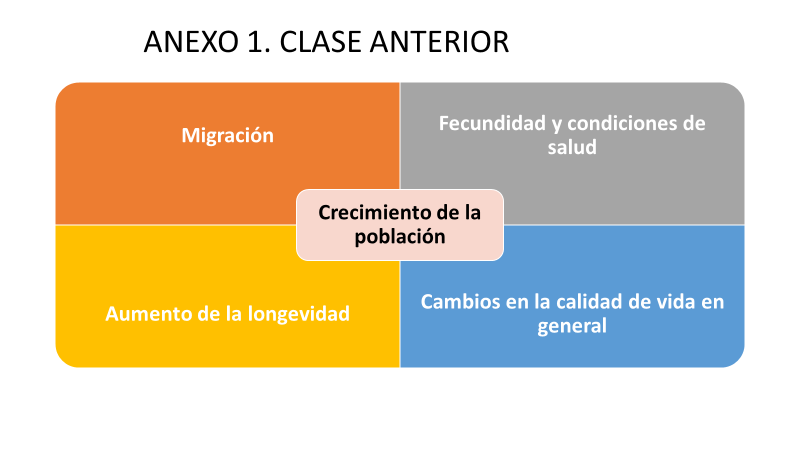 ANEXO 1. CLASE ANTERIOR
Migración
Fecundidad y condiciones de
salud
Crecimiento de la
población
Aumento de la longevidad
Cambios en la calidad de vida en
general